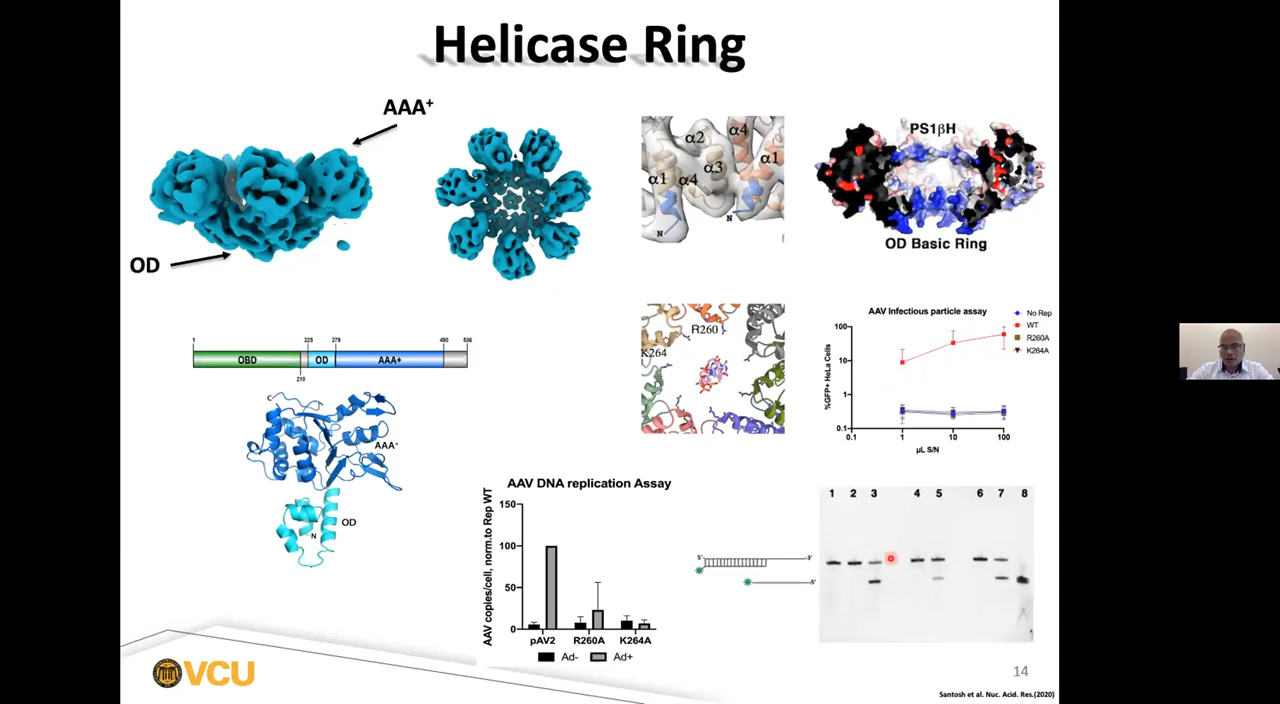 Helicase Ring
AAA+
OD
α2
α4
α1
α3
α1
α4
N
N
PS1βH
OD Basic Ring
1
225
279
490
536
OBD
OD
AAA+
210
C
AAA+
OD
N
R260
K264
AAV Infectious particle assay
%GFP+ HeLa Cells
100
10
1
0.1
0.1
1
10
100
µL S/N
No Rep
WT
R260A
K264A
AAV DNA replication Assay
AAV copies/cell, norm.to Rep WT
150
100
50
0
pAV2
R260A
K264A
Ad-
Ad+
5'
3'
5'
1 2 3 4 5 6 7 8
VCU
14
Santosh et al. Nuc. Acid. Res.(2020)